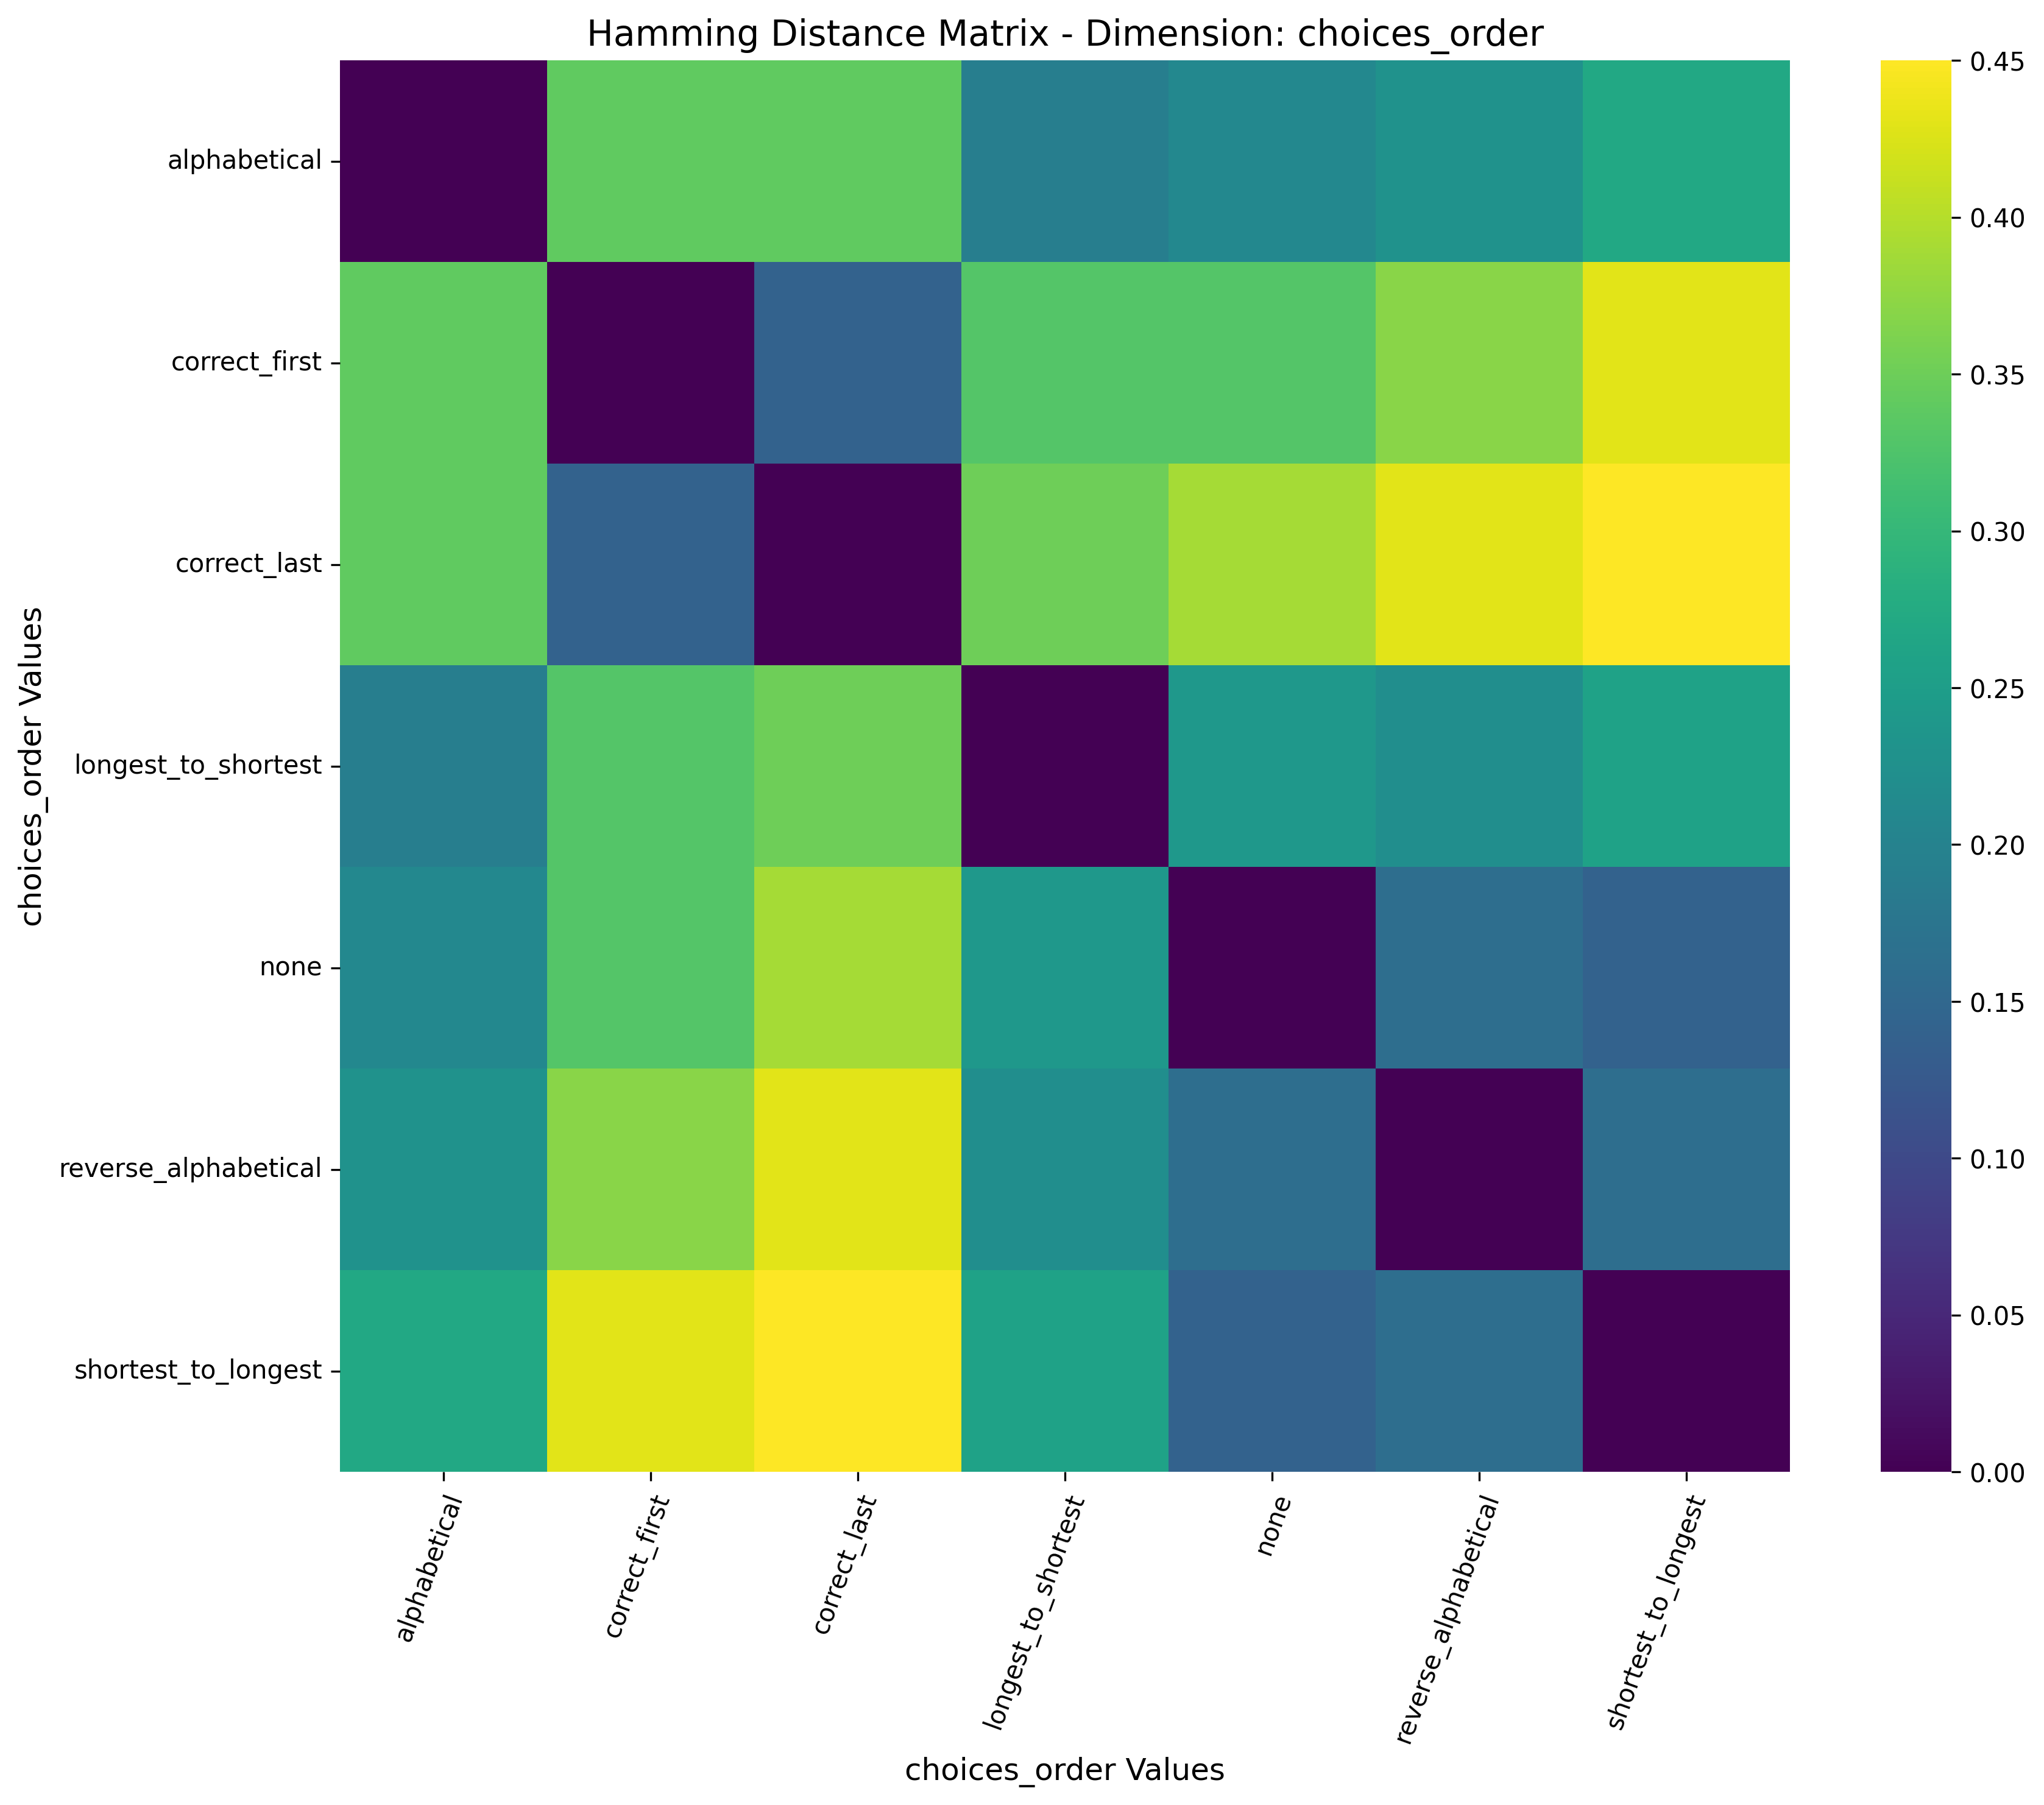 Hamming Distance Matrix - Dimension: choices_order
choices_order Values
alphabetical
correct_first
correct_last
longest_to_shortest
none
reverse_alphabetical
shortest_to_longest
alphabetical
correct_first
correct_last
longest_to_shortest
none
reverse_alphabetical
shortest_to_longest
choices_order Values
0.45
0.40
0.35
0.30
0.25
0.20
0.15
0.10
0.05
0.00